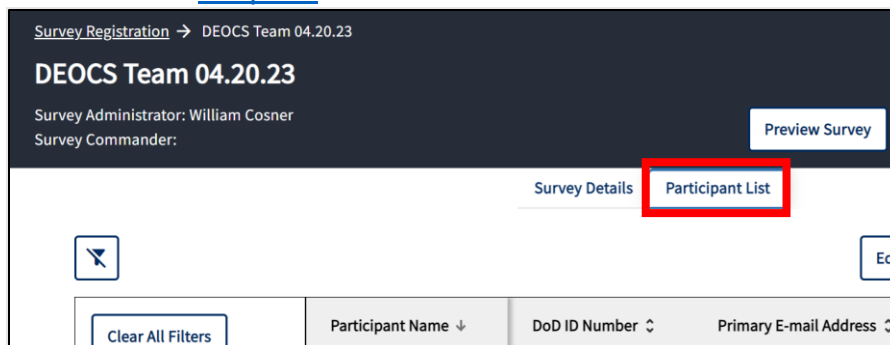 Survey Registration → DEOCS Team 04.20.23
DEOCS Team 04.20.23
Survey Administrator: William Cosner
Survey Commander:
Preview Survey
Survey Details
Participant List
Clear All Filters
Participant Name
DoD ID Number
Primary E-mail Address